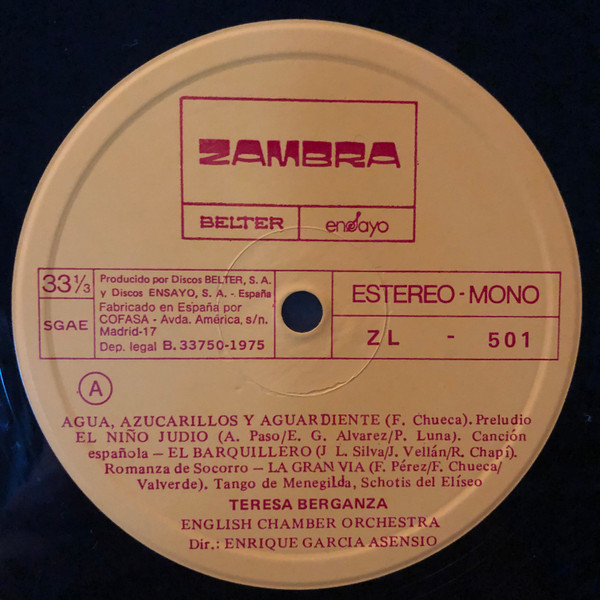 ZAMBRA
BELTER
ensayo
33 1/3
SGAE
Producido por Discos BELTER, S. A.
y Discos ENSAYO, S. A. - España
Fabricado en España por
COFASA - Avda. América, s/n.
Madrid-17
Dep. legal B. 33750-1975
ESTEREO - MONO
ZL - 501
A
AGUA, AZUCARILLOS Y AGUARDIENTE (F. Chueca). Preludio
EL NIÑO JUDIO (A. Paso/E. G. Alvarez/P. Luna). Canción
española — EL BARQUILLERO (J L. Silva/J. Vellán/R. Chapí).
Romanza de Socorro — LA GRAN VIA (F. Pérez/F. Chueca/
Valverde). Tango de Menegilda, Schotis del Elíseo
TERESA BERGANZA
ENGLISH CHAMBER ORCHESTRA
Dir.: ENRIQUE GARCIA ASENSIO